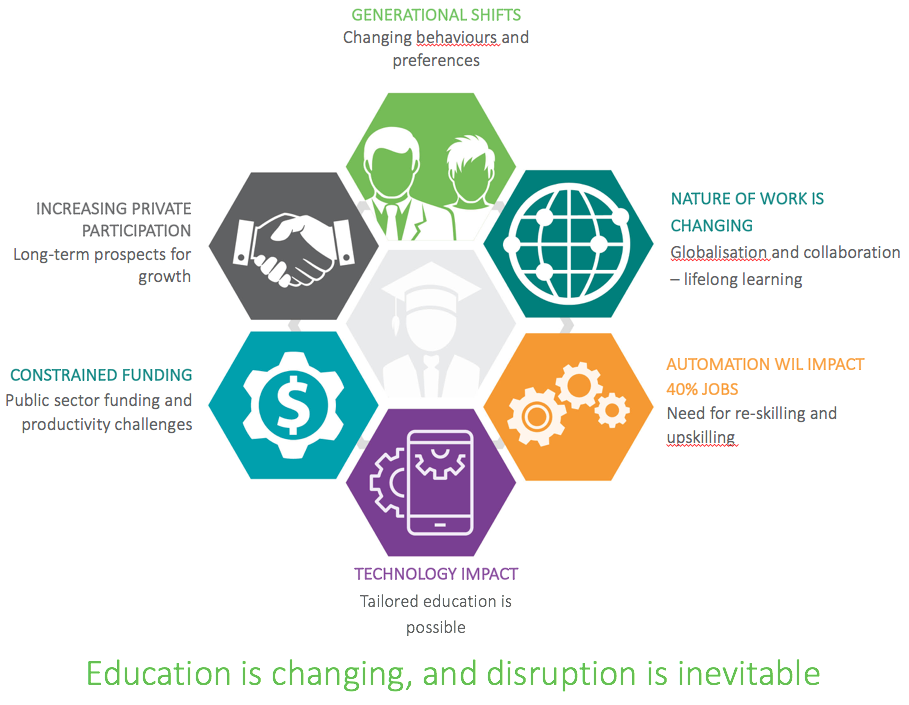 GENERATIONAL SHIFTS
Changing behaviours and
preferences
NATURE OF WORK IS
CHANGING
Globalisation and collaboration
– lifelong learning
AUTOMATION WIL IMPACT
40% JOBS
Need for re-skilling and
upskilling
TECHNOLOGY IMPACT
Tailored education is
possible
CONSTRAINED FUNDING
Public sector funding and
productivity challenges
INCREASING PRIVATE
PARTICIPATION
Long-term prospects for
growth
$
Education is changing, and disruption is inevitable